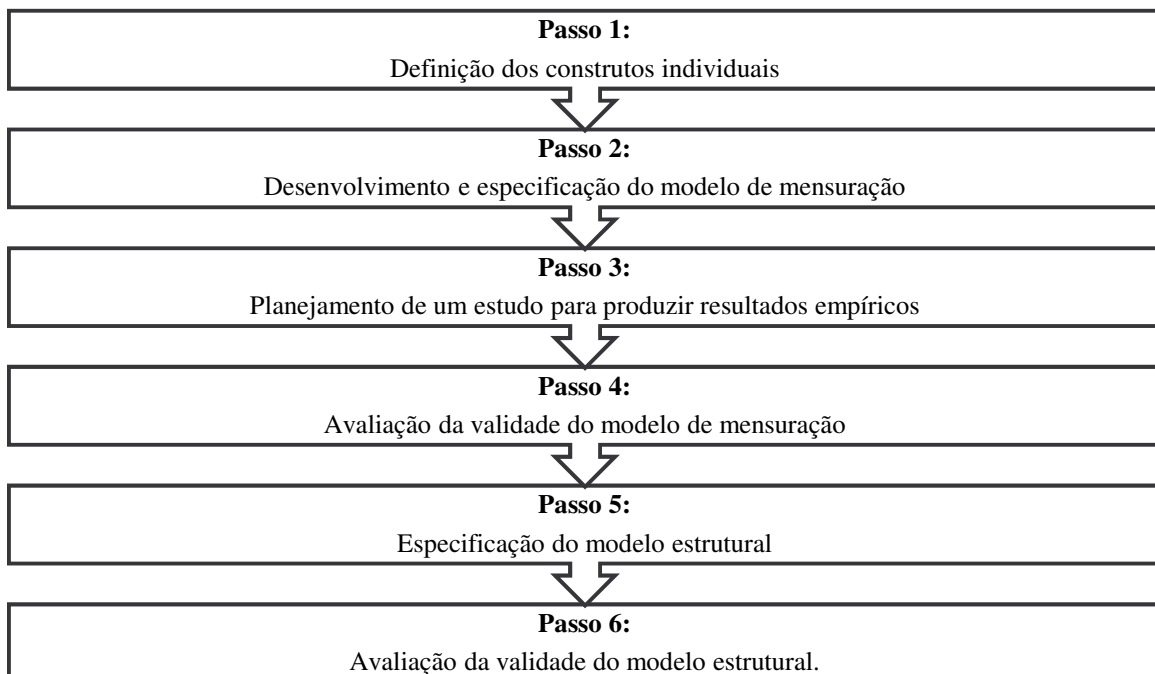 Passo 1:
Definição dos construtos individuais
Passo 2:
Desenvolvimento e especificação do modelo de mensuração
Passo 3:
Planejamento de um estudo para produzir resultados empíricos
Passo 4:
Avaliação da validade do modelo de mensuração
Passo 5:
Especificação do modelo estrutural
Passo 6:
Avaliação da validade do modelo estrutural.